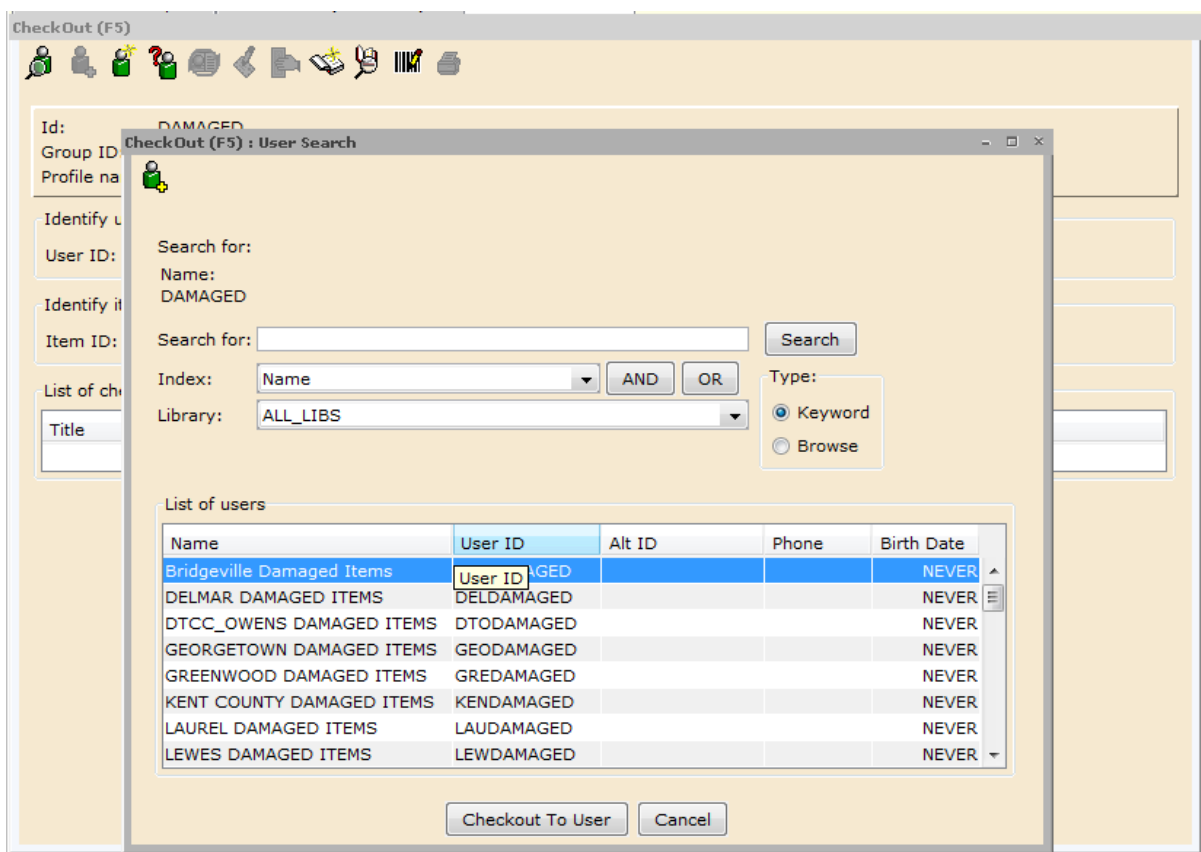 CheckOut (F5)
Id: DAMAGED
CheckOut (F5) : User Search
Group ID
Profile na
Identify u
User ID:
Identify it
Item ID:
List of che
Title
Search for:
Name:
DAMAGED
Search for: Search
Index: Name AND OR
Type:
Library: ALL_LIBS
Keyword
Browse
List of users
Name User ID Alt ID Phone Birth Date
Bridgeville Damaged Items AGED NEVER
User ID
DELMAR DAMAGED ITEMS DELDAMAGED NEVER
DTCC_OWENS DAMAGED ITEMS DTODAMAGED NEVER
GEORGETOWN DAMAGED ITEMS GEODAMAGED NEVER
GREENWOOD DAMAGED ITEMS GREDAMAGED NEVER
KENT COUNTY DAMAGED ITEMS KENDAMAGED NEVER
LAUREL DAMAGED ITEMS LAUDAMAGED NEVER
LEWES DAMAGED ITEMS LEWDAMAGED NEVER
Checkout To User Cancel